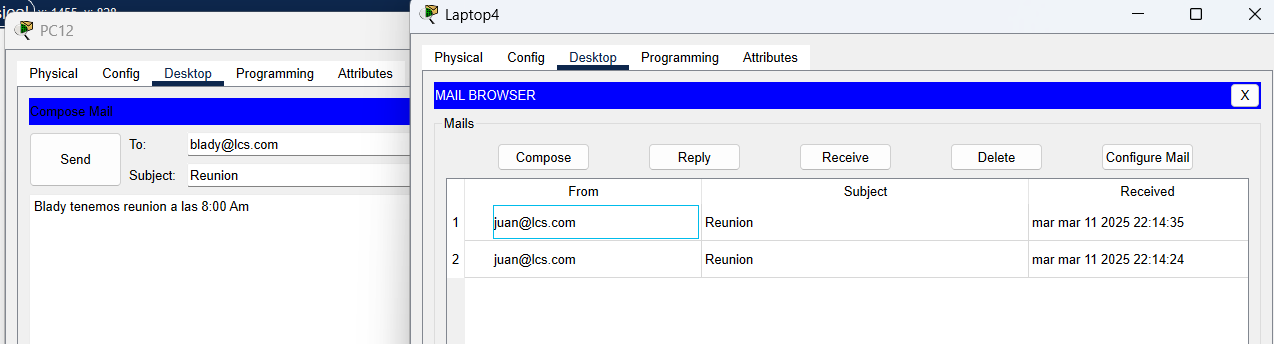 x: 1455, y: 828
PC12
Physical Config Desktop Programming Attributes
Compose Mail
Send
To: blady@lcs.com
Subject: Reunion
Blady tenemos reunion a las 8:00 Am
Laptop4
Physical Config Desktop Programming Attributes
MAIL BROWSER X
Mails
Compose Reply Receive Delete Configure Mail
From Subject Received
1 juan@lcs.com Reunion mar mar 11 2025 22:14:35
2 juan@lcs.com Reunion mar mar 11 2025 22:14:24